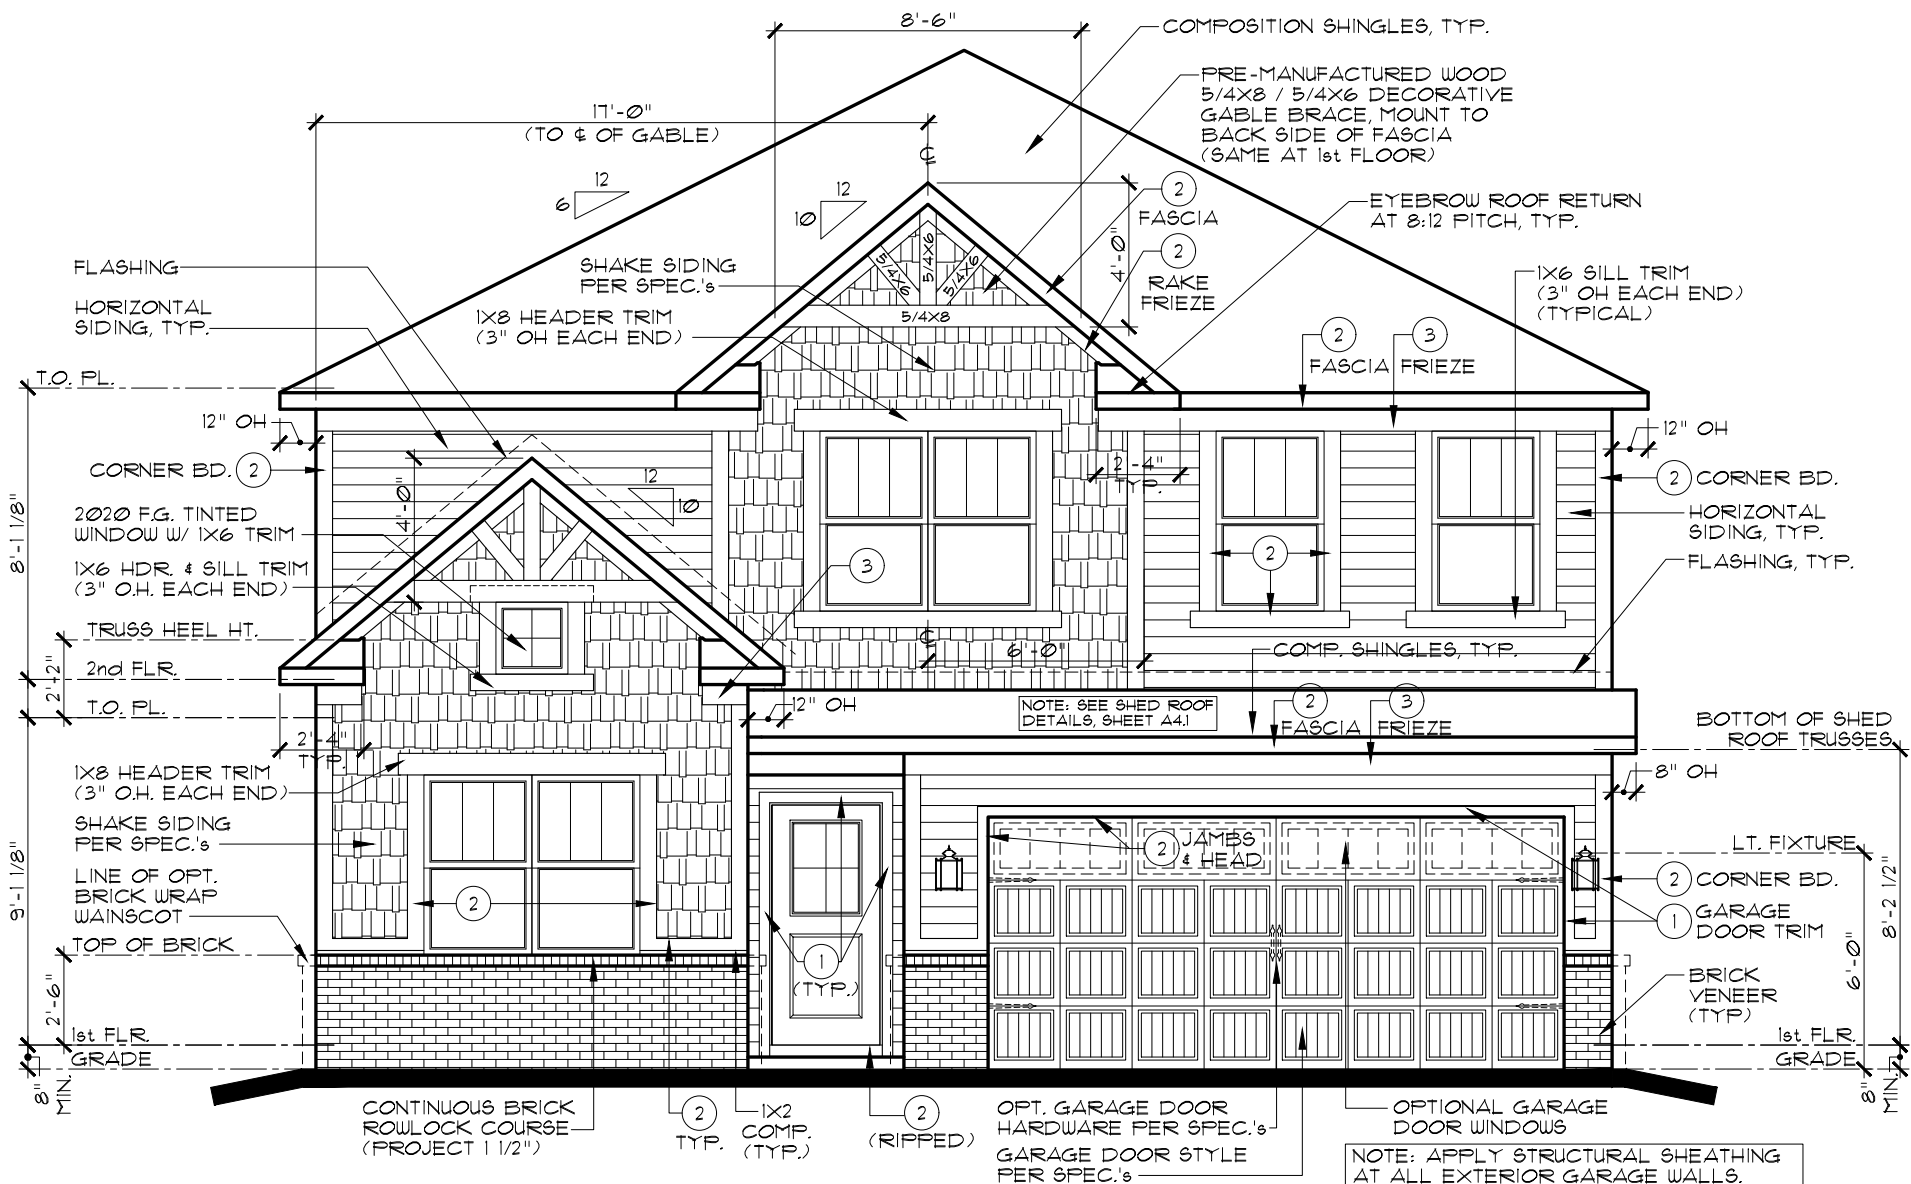 8'-6"
COMPOSITION SHINGLES, TYP.
PRE-MANUFACTURED WOOD
5/4X8 / 5/4X6 DECORATIVE
GABLE BRACE, MOUNT TO
BACK SIDE OF FASCIA
(SAME AT 1st FLOOR)
17'-0"
(TO ℄ OF GABLE)
℄
12
6
12
10
2
FASCIA
EYEBROW ROOF RETURN
AT 8:12 PITCH, TYP.
4'-0"
2
RAKE
FRIEZE
5/4X6
5/4X6
5/4X6
5/4X8
FLASHING
HORIZONTAL
SIDING, TYP.
SHAKE SIDING
PER SPEC.'s
1X8 HEADER TRIM
(3" OH EACH END)
1X6 SILL TRIM
(3" OH EACH END)
(TYPICAL)
2
FASCIA
3
FRIEZE
T.O. PL.
12" OH
12" OH
CORNER BD. 2
2 CORNER BD.
4'-0"
12
10
2'-4"
TYP.
2020 F.G. TINTED
WINDOW W/ 1X6 TRIM
HORIZONTAL
SIDING, TYP.
8'-1 1/8"
1X6 HDR. & SILL TRIM
(3" O.H. EACH END)
3
2
FLASHING, TYP.
TRUSS HEEL HT.
2nd FLR.
2'-2"
T.O. PL.
℄
6'-0"
COMP. SHINGLES, TYP.
12" OH
NOTE: SEE SHED ROOF
DETAILS, SHEET A4.1
2
FASCIA
3
FRIEZE
BOTTOM OF SHED
ROOF TRUSSES
2'-4"
TYP.
8" OH
1X8 HEADER TRIM
(3" O.H. EACH END)
SHAKE SIDING
PER SPEC.'s
2 JAMBS
& HEAD
LT. FIXTURE
9'-1 1/8"
LINE OF OPT.
BRICK WRAP
WAINSCOT
2
2 CORNER BD.
1 GARAGE
DOOR TRIM
8'-2 1/2"
6'-0"
TOP OF BRICK
1
(TYP.)
BRICK
VENEER
(TYP)
2'-6"
1st FLR.
GRADE
1st FLR.
GRADE
8"
MIN.
8"
MIN.
CONTINUOUS BRICK
ROWLOCK COURSE
(PROJECT 1 1/2")
2
TYP.
1X2
COMP.
(TYP.)
2
(RIPPED)
OPT. GARAGE DOOR
HARDWARE PER SPEC.'s
GARAGE DOOR STYLE
PER SPEC.'s
OPTIONAL GARAGE
DOOR WINDOWS
NOTE: APPLY STRUCTURAL SHEATHING
AT ALL EXTERIOR GARAGE WALLS.